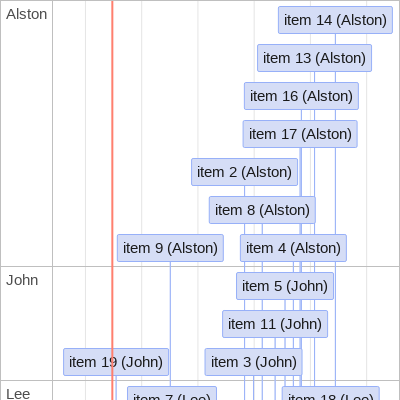 Alston
item 14 (Alston)
item 13 (Alston)
item 16 (Alston)
item 17 (Alston)
item 2 (Alston)
item 8 (Alston)
item 9 (Alston)
item 4 (Alston)
John
item 5 (John)
item 11 (John)
item 19 (John)
item 3 (John)
Lee
item 7 (Lee)
item 18 (Lee)